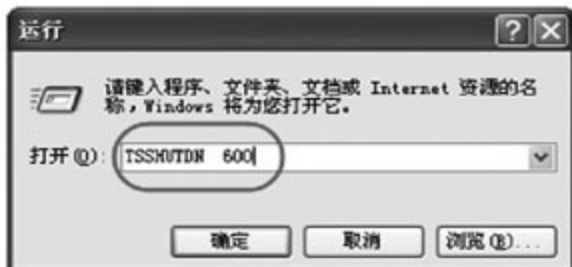 运行
请键入程序、文件夹、文档或 Internet 资源的名
称，Windows 将为您打开它。
打开(O): TSSHUTDN 600
确定 取消 浏览(B)...